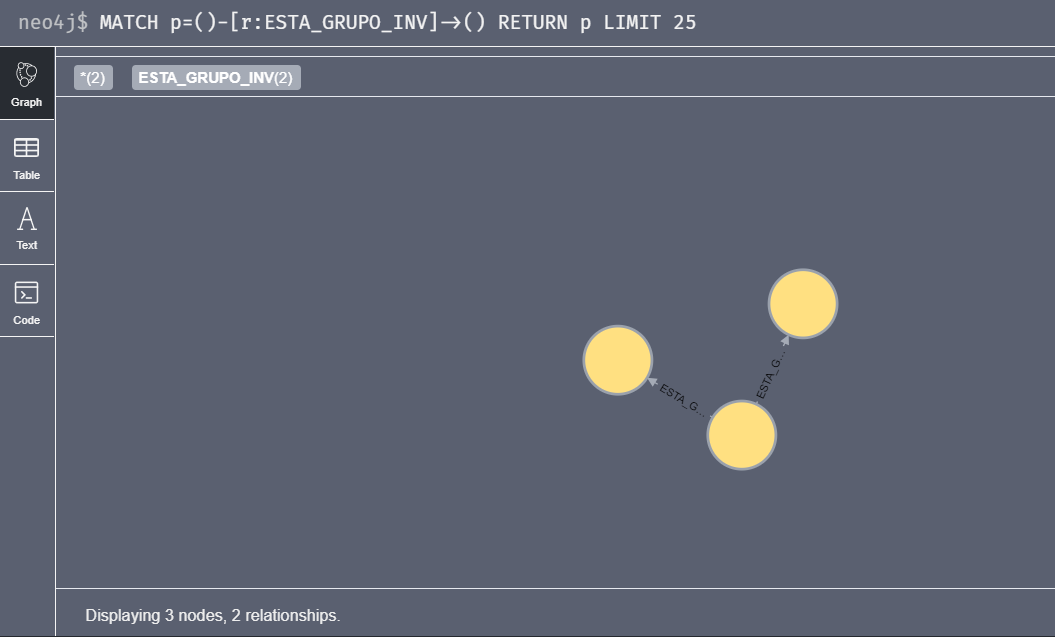 neo4j$ MATCH p=()-[r:ESTA_GRUPO_INV]->() RETURN p LIMIT 25
*(2) ESTA_GRUPO_INV(2)
Graph
Table
Text
Code
ESTA_G...
ESTA_G...
Displaying 3 nodes, 2 relationships.